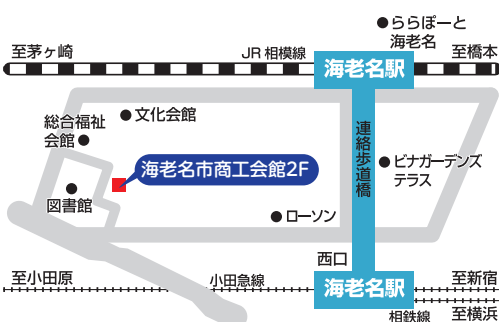 ららぽーと
海老名
至茅ヶ崎
JR相模線
海老名駅
至橋本
文化会館
総合福祉
会館
連絡歩道橋
海老名市商工会館2F
ビナガーデンズ
テラス
図書館
ローソン
西口
至小田原
小田急線
海老名駅
至新宿
相鉄線
至横浜